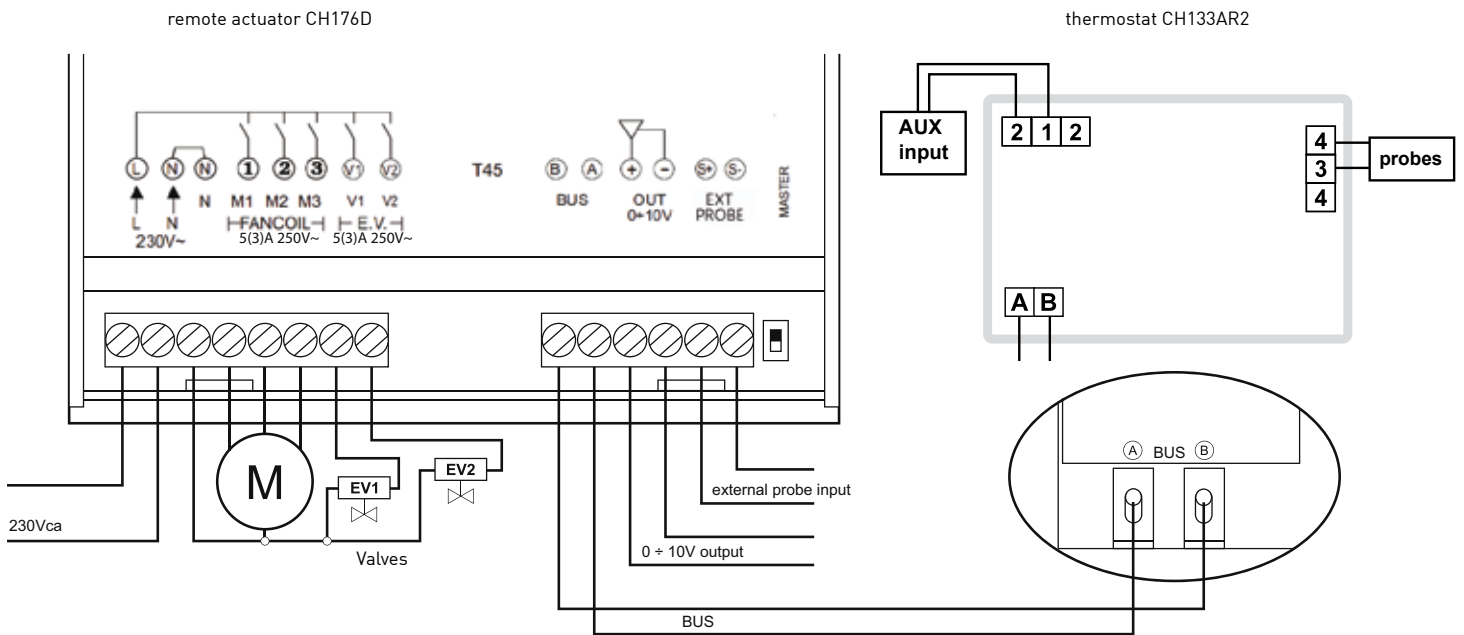 remote actuator CH176D
thermostat CH133AR2
AUX
input
2 1 2
4
3
4
probes
L N N 1 2 3 V1 V2
T45
B A + - S+ S-
L N N M1 M2 M3 V1 V2
BUS
OUT
0÷10V
EXT
PROBE
MASTER
230V~
FANCOIL
E.V.
5(3)A 250V~ 5(3)A 250V~
A B
M
EV1
EV2
Valves
230Vca
external probe input
0 ÷ 10V output
BUS
A BUS B